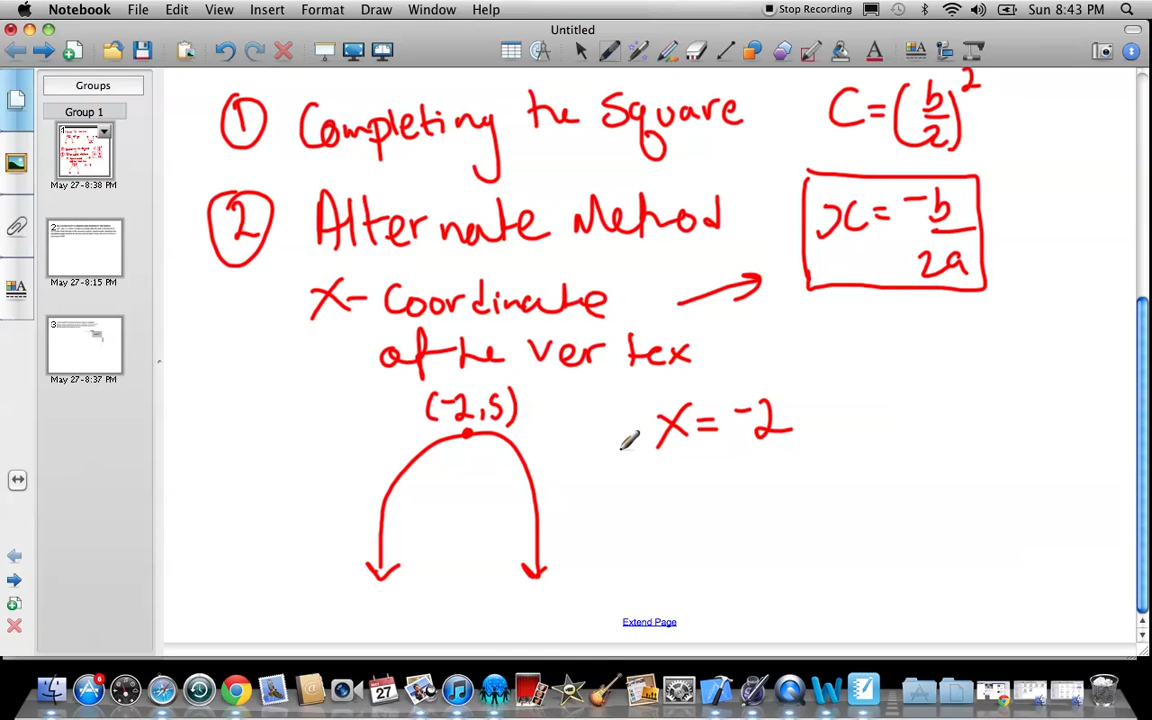 Notebook File Edit View Insert Format Draw Window Help Stop Recording Sun 8:43 PM
Untitled
Groups
Group 1
May 27-8:38 PM
2
May 27-8:15 PM
3
May 27-8:37 PM
① Completing the Square C=(b/2)²
② Alternate Method x = -b/2a
X- Coordinate
of the vertex
(-2,5)
X = -2
Extend Page